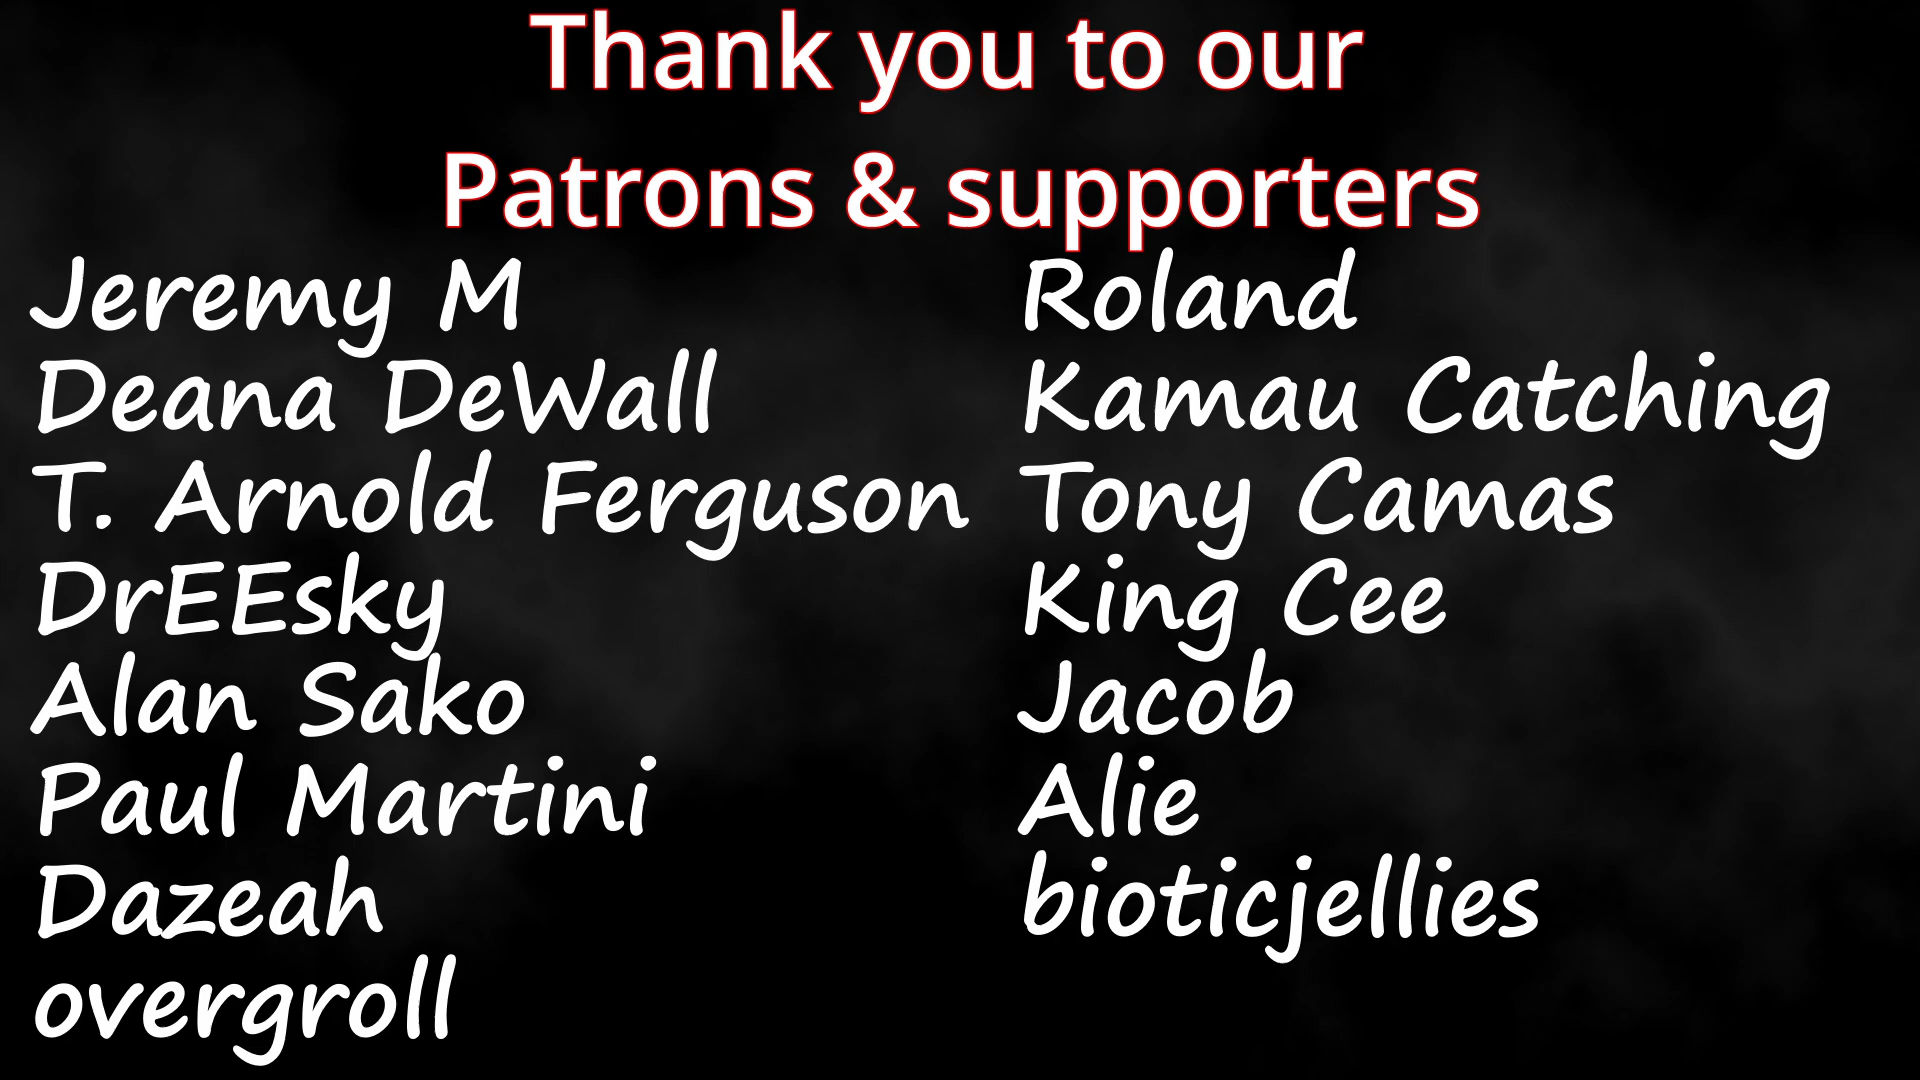 Thank you to our
Patrons & supporters
Jeremy M
Deana DeWall
T. Arnold Ferguson
DrEEsky
Alan Sako
Paul Martini
Dazeah
overgroll
Roland
Kamau Catching
Tony Camas
King Cee
Jacob
Alie
bioticjellies